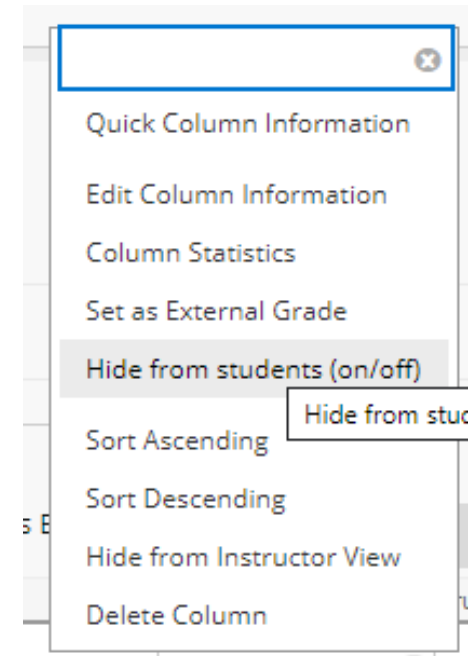 Quick Column Information
Edit Column Information
Column Statistics
Set as External Grade
Hide from students (on/off)
Hide from
Sort Ascending
Sort Descending
Hide from Instructor View
Delete Column